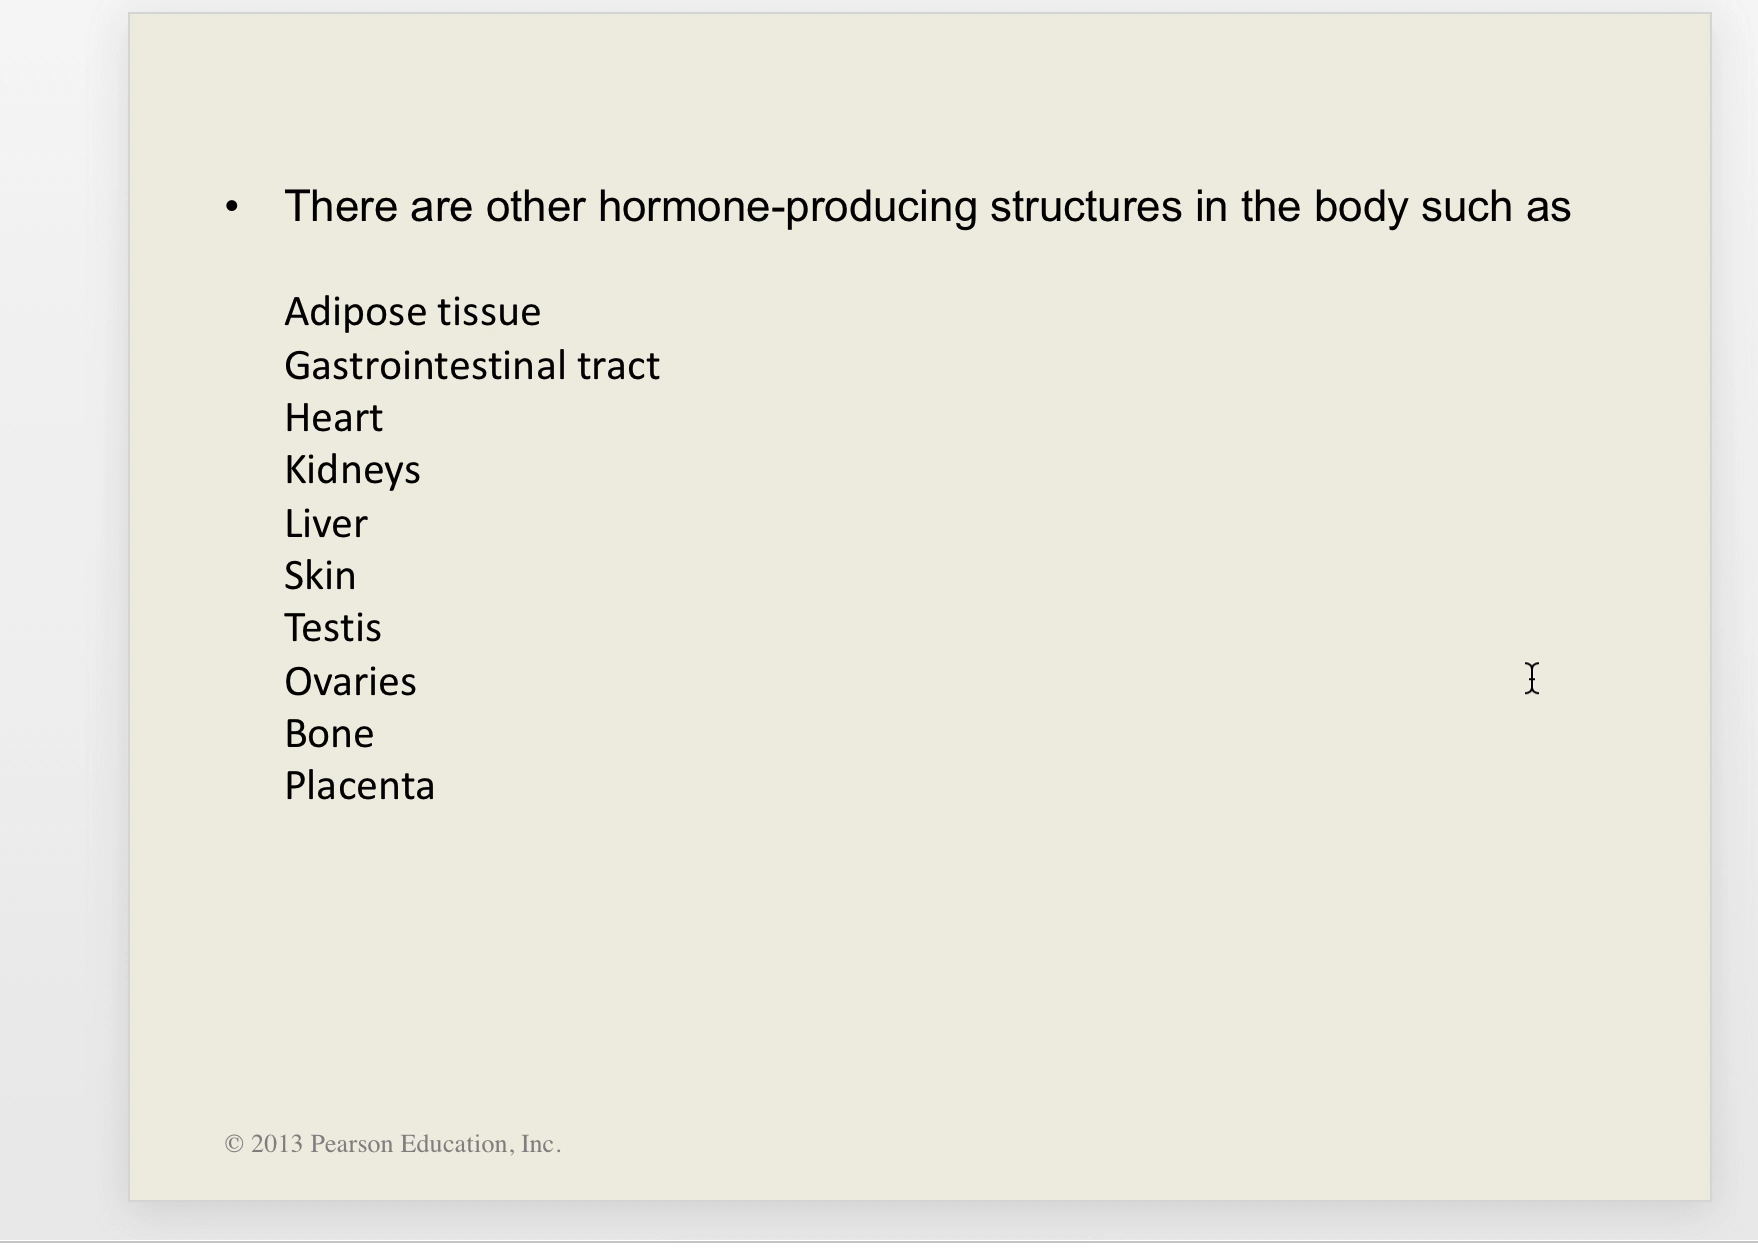 • There are other hormone-producing structures in the body such as
Adipose tissue
Gastrointestinal tract
Heart
Kidneys
Liver
Skin
Testis
Ovaries
Bone
Placenta
© 2013 Pearson Education, Inc.